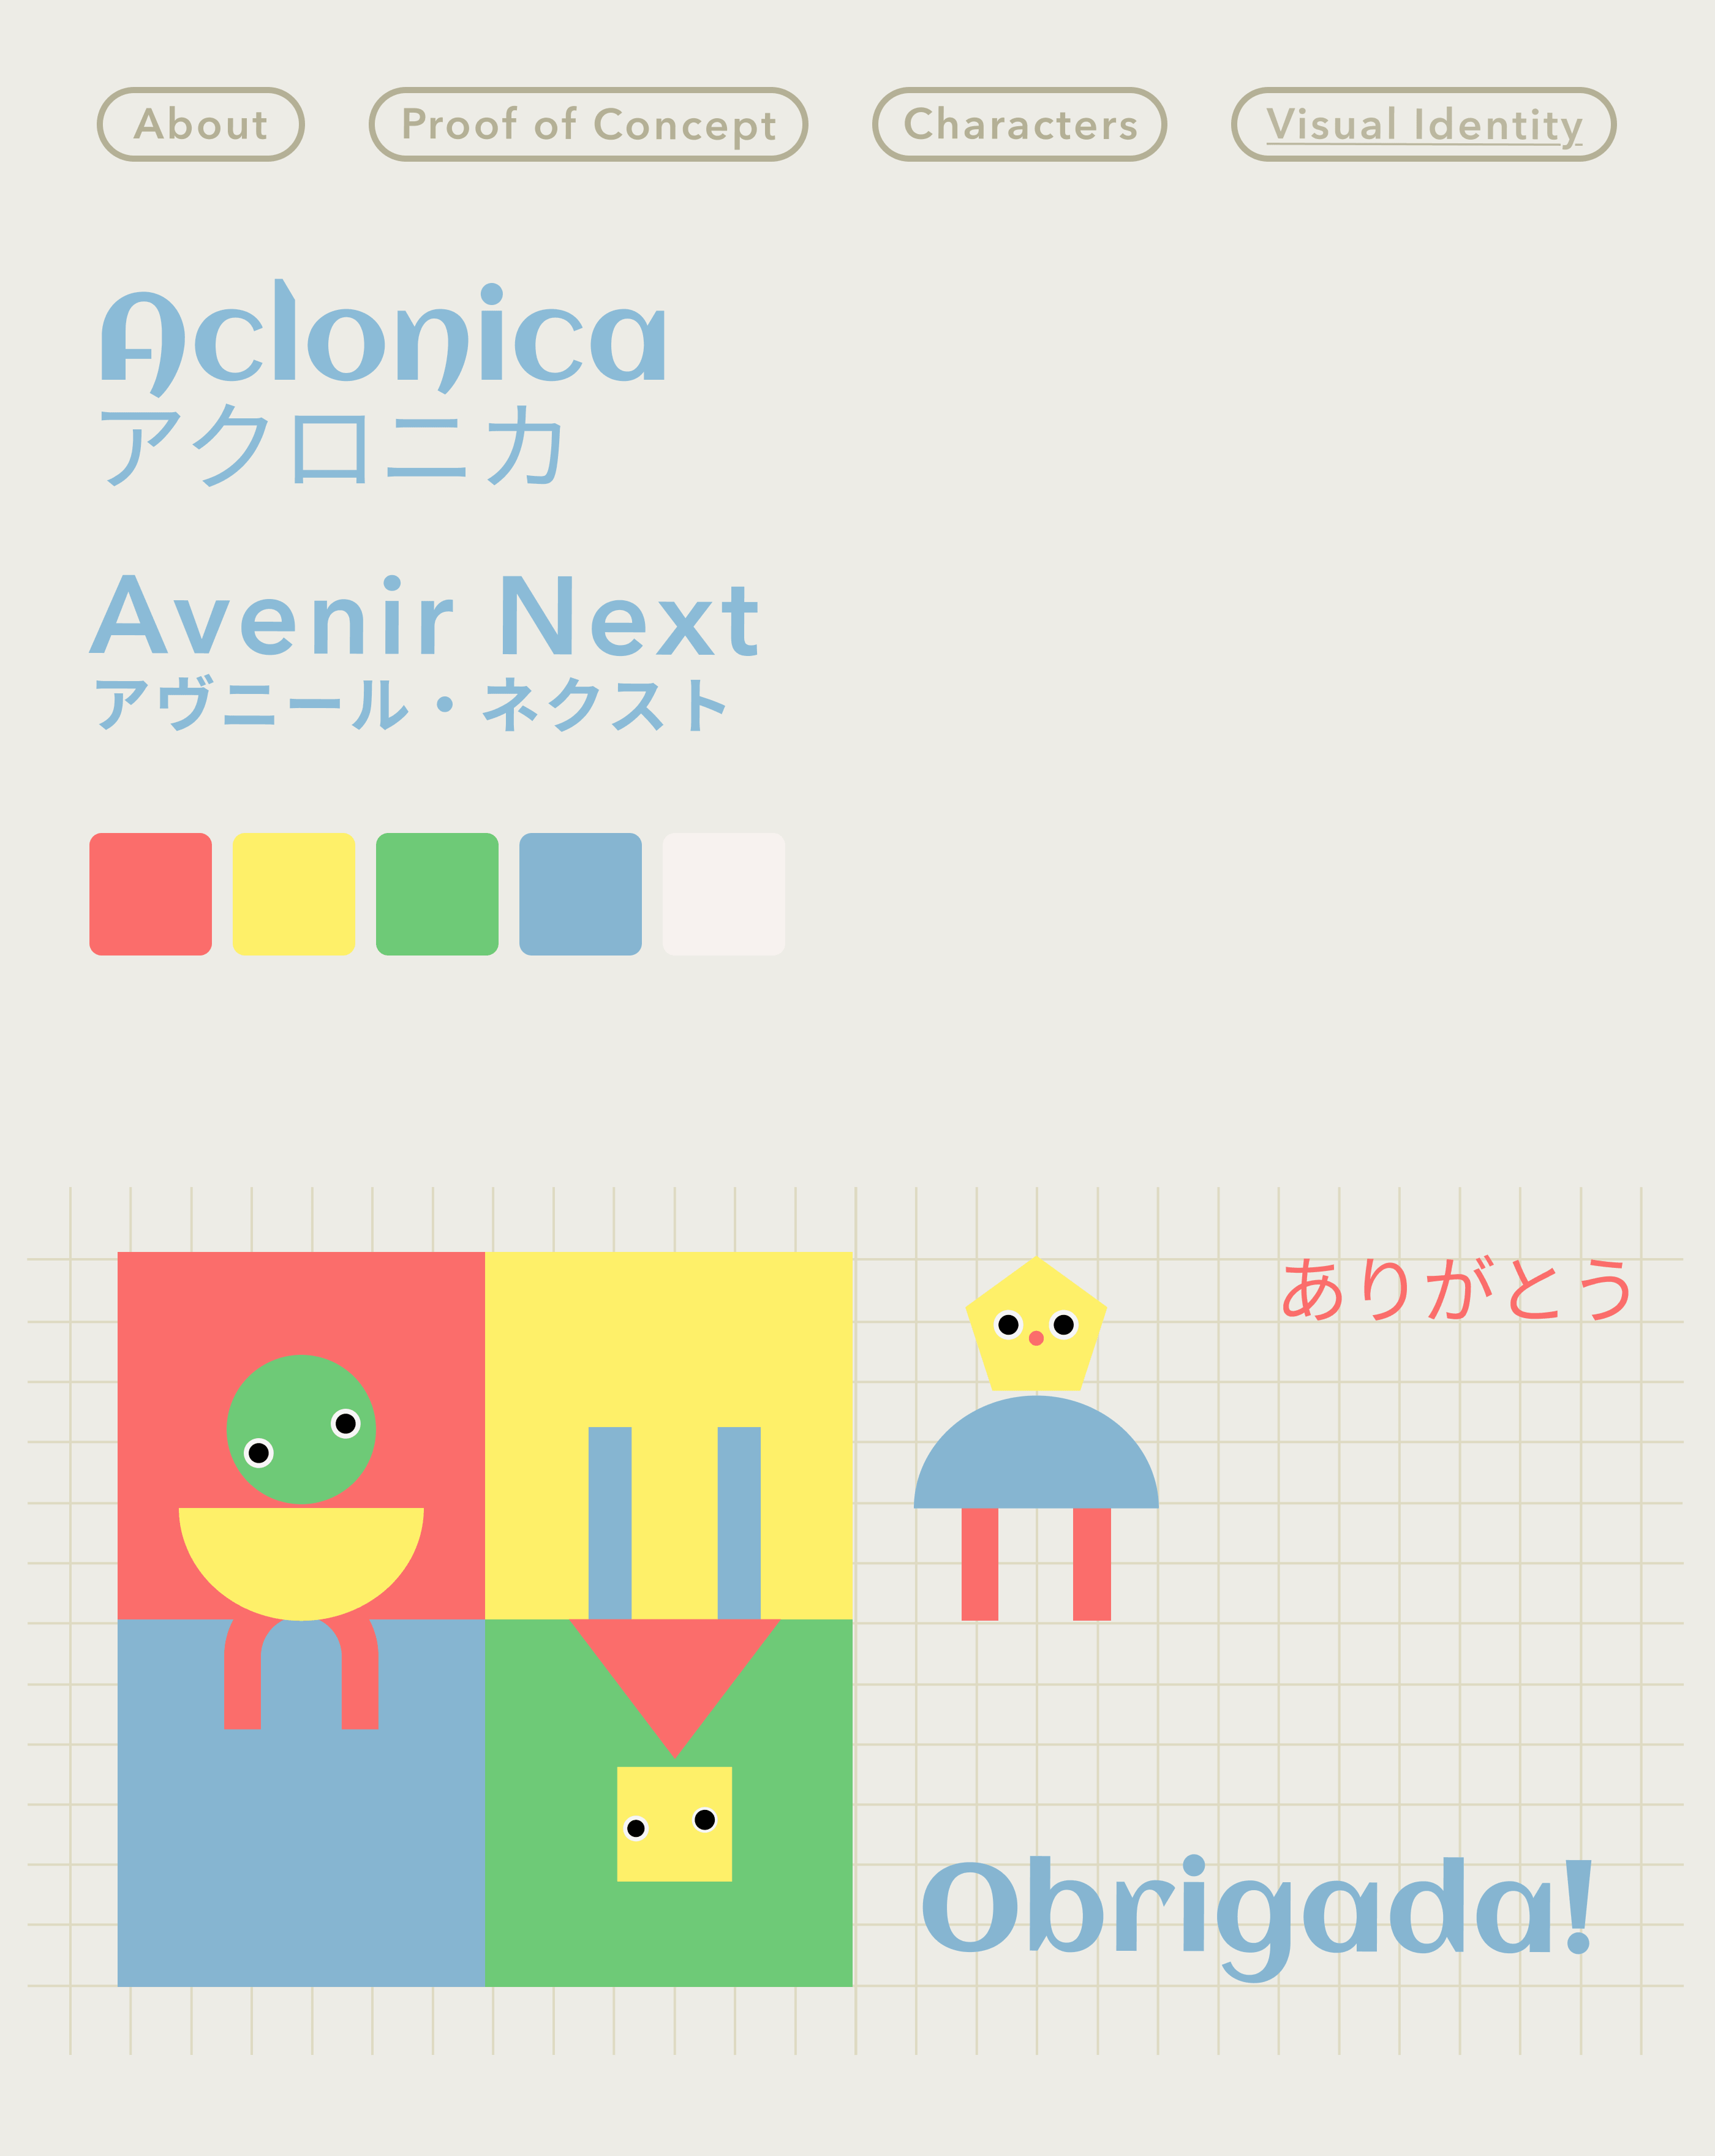 About
Proof of Concept
Characters
Visual Identity
Aclonica
アクロニカ
Avenir Next
アヴニール・ネクスト
ありがとう
Obrigada!